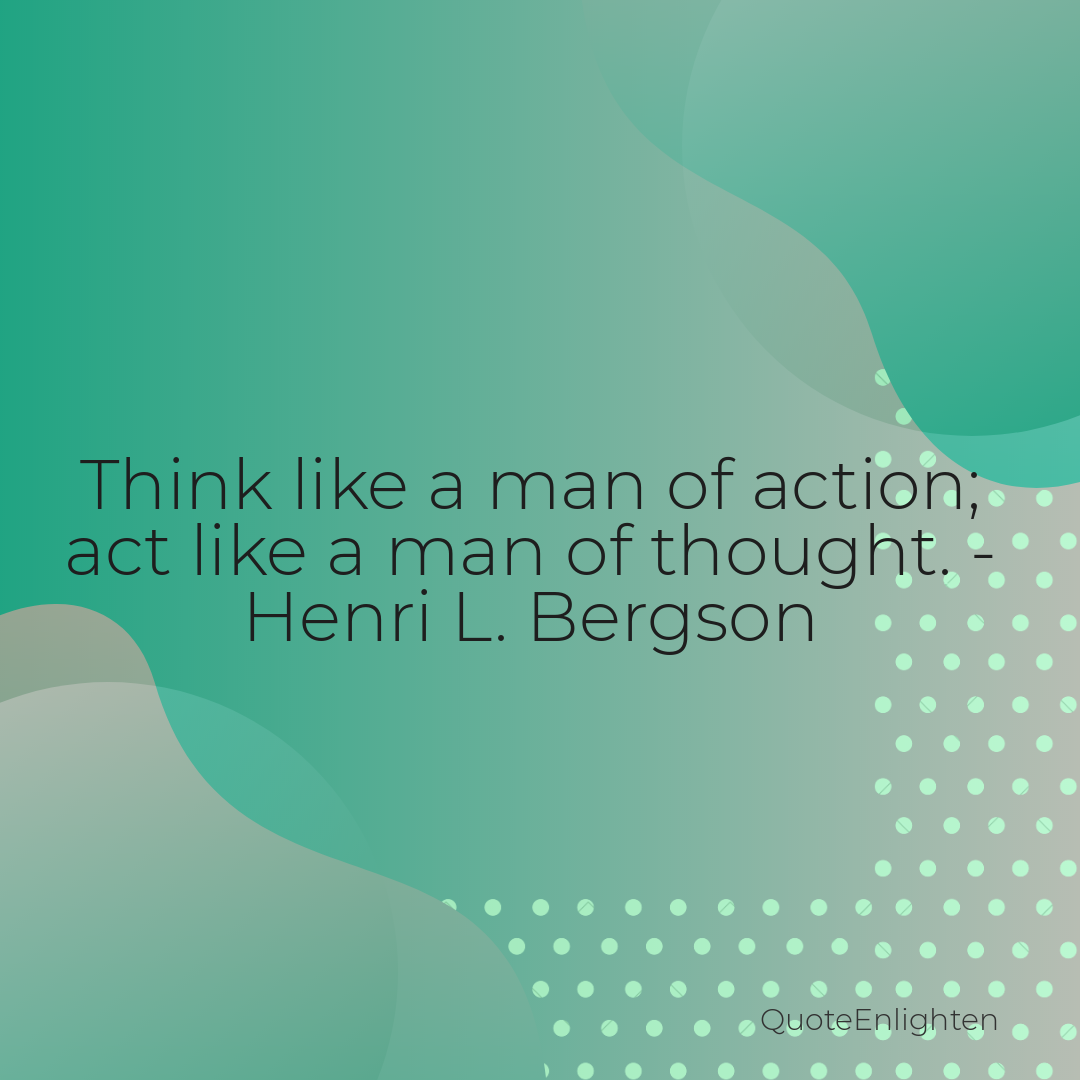 Think like a man of action;
act like a man of thought. -
Henri L. Bergson
QuoteEnlighten